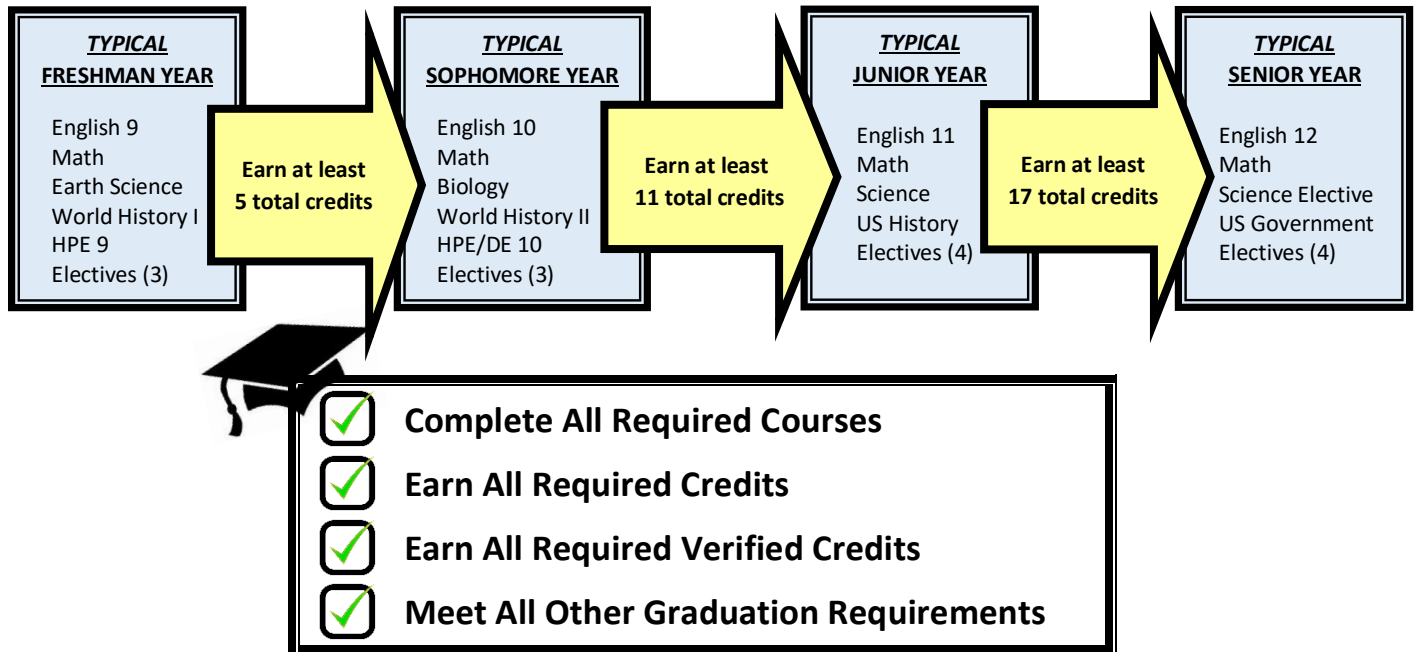 TYPICAL
FRESHMAN YEAR
English 9
Math
Earth Science
World History I
HPE 9
Electives (3)
Earn at least
5 total credits
TYPICAL
SOPHOMORE YEAR
English 10
Math
Biology
World History II
HPE/DE 10
Electives (3)
Earn at least
11 total credits
TYPICAL
JUNIOR YEAR
English 11
Math
Science
US History
Electives (4)
Earn at least
17 total credits
TYPICAL
SENIOR YEAR
English 12
Math
Science Elective
US Government
Electives (4)
Complete All Required Courses
Earn All Required Credits
Earn All Required Verified Credits
Meet All Other Graduation Requirements